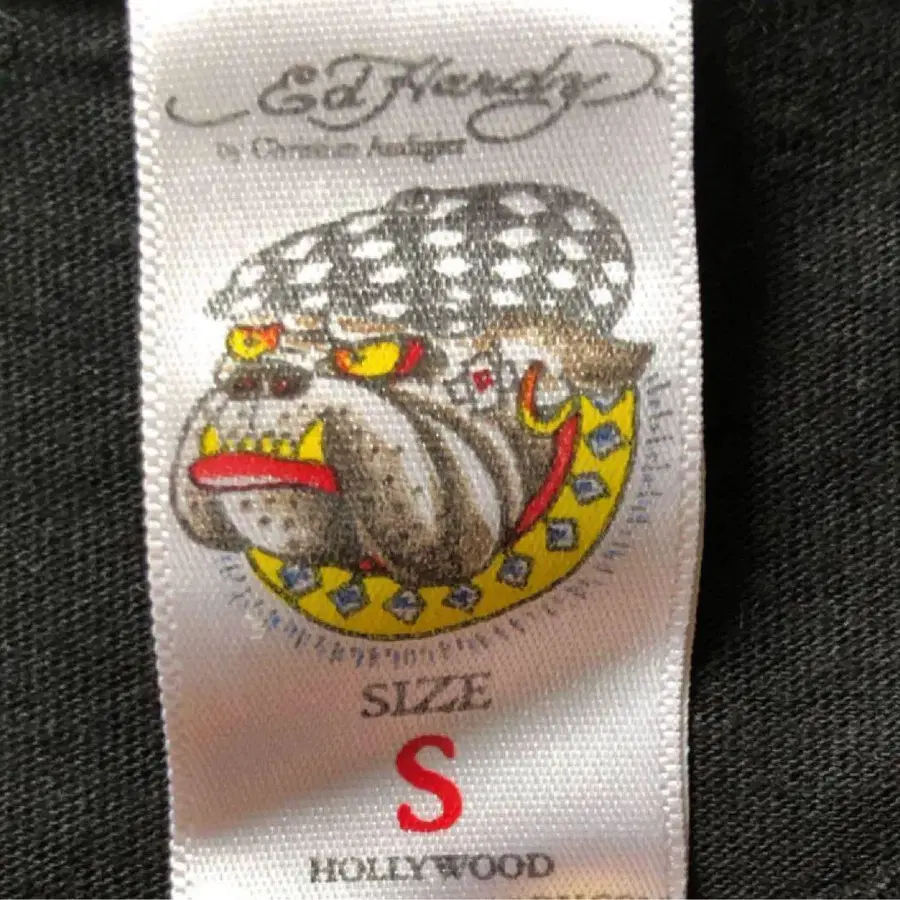 Ed Hardy
by Christian Audigier
SIZE
S
HOLLYWOOD